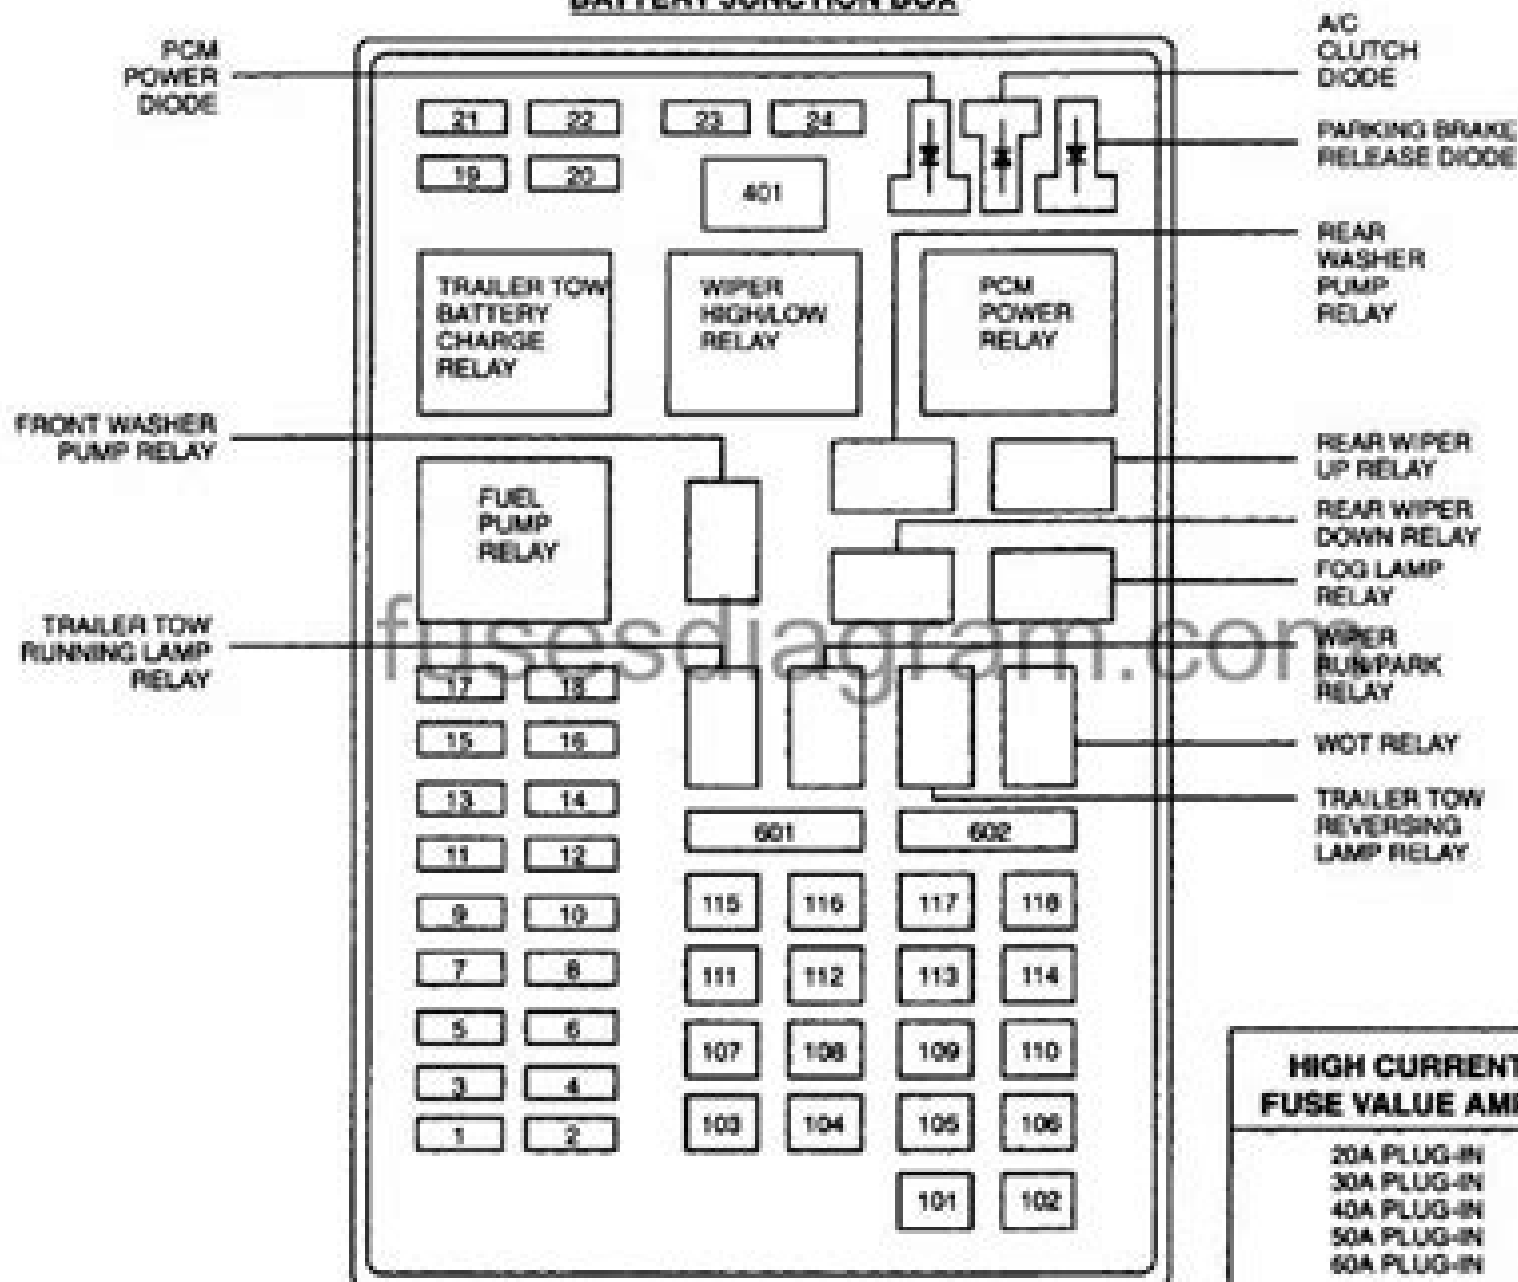 BATTERY JUNCTION BOX
PCM
POWER
DIODE
A/C
CLUTCH
DIODE
PARKING BRAKE
RELEASE DIODE
21 22 23 24
19 20
401
REAR
WASHER
PUMP
RELAY
TRAILER TOW
BATTERY
CHARGE
RELAY
WIPER
HIGH/LOW
RELAY
PCM
POWER
RELAY
FRONT WASHER
PUMP RELAY
FUEL
PUMP
RELAY
REAR WIPER
UP RELAY
REAR WIPER
DOWN RELAY
FOG LAMP
RELAY
TRAILER TOW
RUNNING LAMP
RELAY
fusesdiagram.com
WIPER
RUN/PARK
RELAY
WOT RELAY
TRAILER TOW
REVERSING
LAMP RELAY
17 18
15 16
13 14
11 12
9 10
7 8
5 6
3 4
1 2
601 602
115 116 117 118
111 112 113 114
107 108 109 110
103 104 105 106
101 102
HIGH CURRENT
FUSE VALUE
20A PLUG-IN
30A PLUG-IN
40A PLUG-IN
50A PLUG-IN
60A PLUG-IN